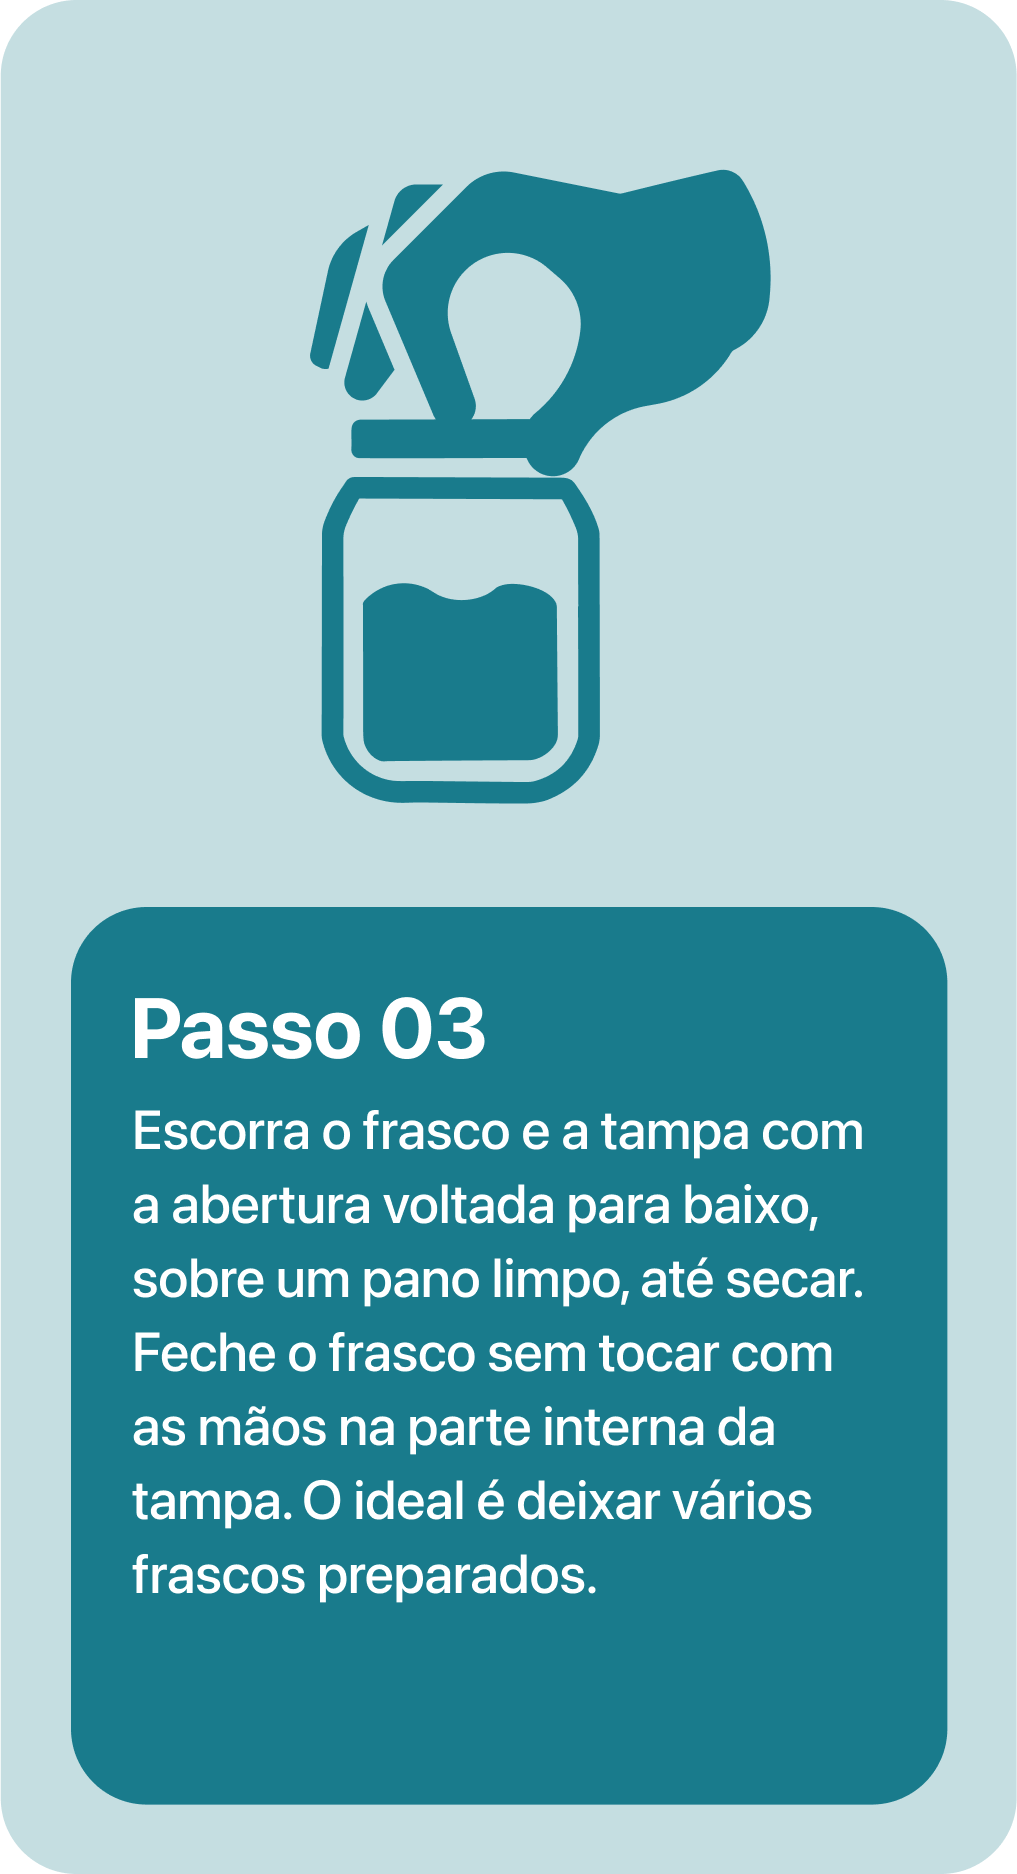 Passo 03
Escorra o frasco e a tampa com
a abertura voltada para baixo,
sobre um pano limpo, até secar.
Feche o frasco sem tocar com
as mãos na parte interna da
tampa. O ideal é deixar vários
frascos preparados.